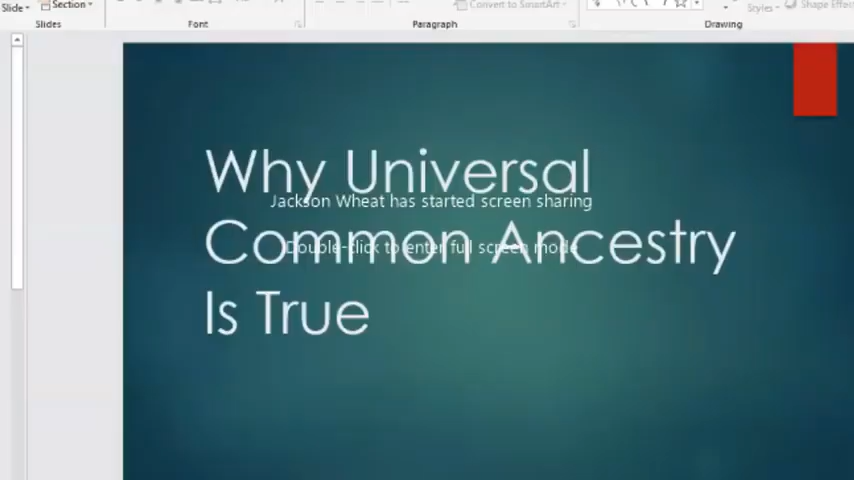 Slide
Section
Convert to SmartArt
Styles
Shape Effec
Slides
Font
Paragraph
Drawing
Why Universal
Jackson Wheat has started screen sharing
Common Ancestry
Double-click to enter full screen mode
Is True